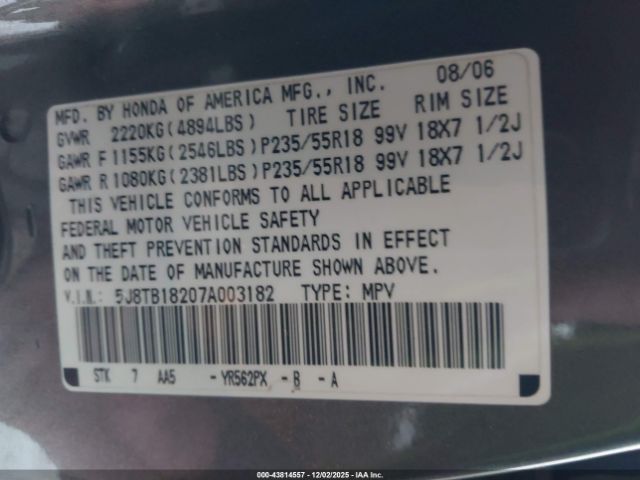 MFD. BY HONDA OF AMERICA MFG., INC. 08/06
GVWR 2220KG(4894LBS) TIRE SIZE RIM SIZE
GAWR F 1155KG(2546LBS)P235/55R18 99V 18X7 1/2J
GAWR R 1080KG(2381LBS)P235/55R18 99V 18X7 1/2J
THIS VEHICLE CONFORMS TO ALL APPLICABLE
FEDERAL MOTOR VEHICLE SAFETY
AND THEFT PREVENTION STANDARDS IN EFFECT
ON THE DATE OF MANUFACTURE SHOWN ABOVE.
V.I.N.: 5J8TB18207A003182 TYPE: MPV
STK 7 AA5 -YR562PX -B -A
000-43814557 | 12/02/2025 | IAA Inc.